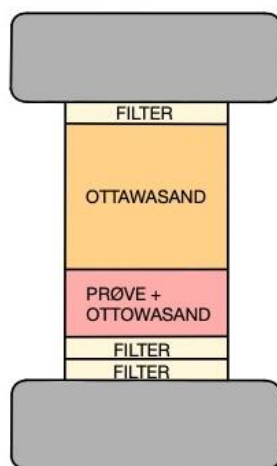 FILTER
OTTAWASAND
PRØVE +
OTTOWASAND
FILTER
FILTER